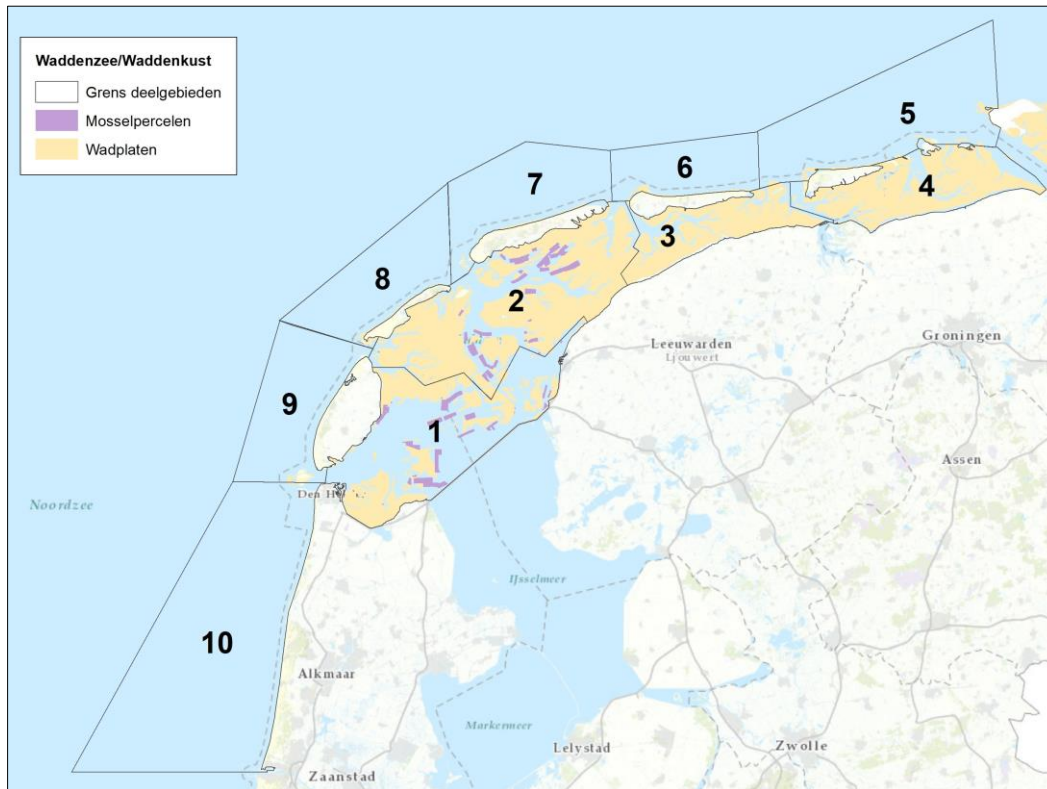 Waddenzee/Waddenkust
Grens deelgebieden
Mosselpercelen
Wadplaten
5
6
7
4
3
8
2
Leeuwarden
Ljouwert
Groningen
9
1
Assen
Noordzee
Den
IJsselmeer
10
Alkmaar
Markermeer
Lelystad
Zwolle
Zaanstad